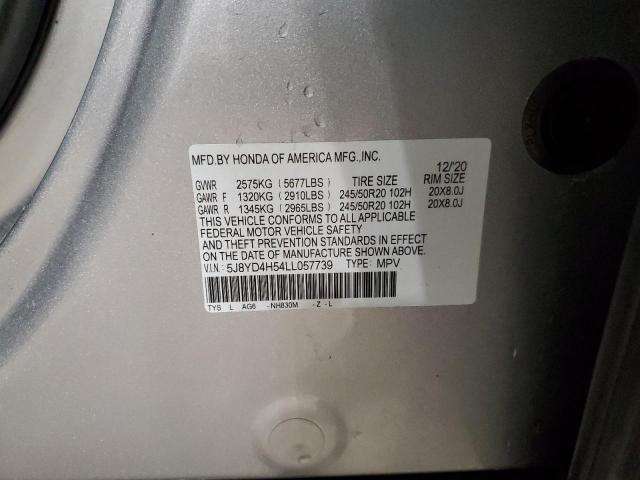 MFD.BY HONDA OF AMERICA MFG.,INC.
12/20
GVWR 2575KG (5677LBS) TIRE SIZE RIM SIZE
GAWR F 1320KG (2910LBS) 245/50R20 102H 20X8.0J
GAWR R 1345KG (2965LBS) 245/50R20 102H 20X8.0J
THIS VEHICLE CONFORMS TO ALL APPLICABLE
FEDERAL MOTOR VEHICLE SAFETY
AND THEFT PREVENTION STANDARDS IN EFFECT
ON THE DATE OF MANUFACTURE SHOWN ABOVE.
V.I.N: 5J8YD4H54LL057739 TYPE: MPV
TYS L AG6 -NH830M -Z -L